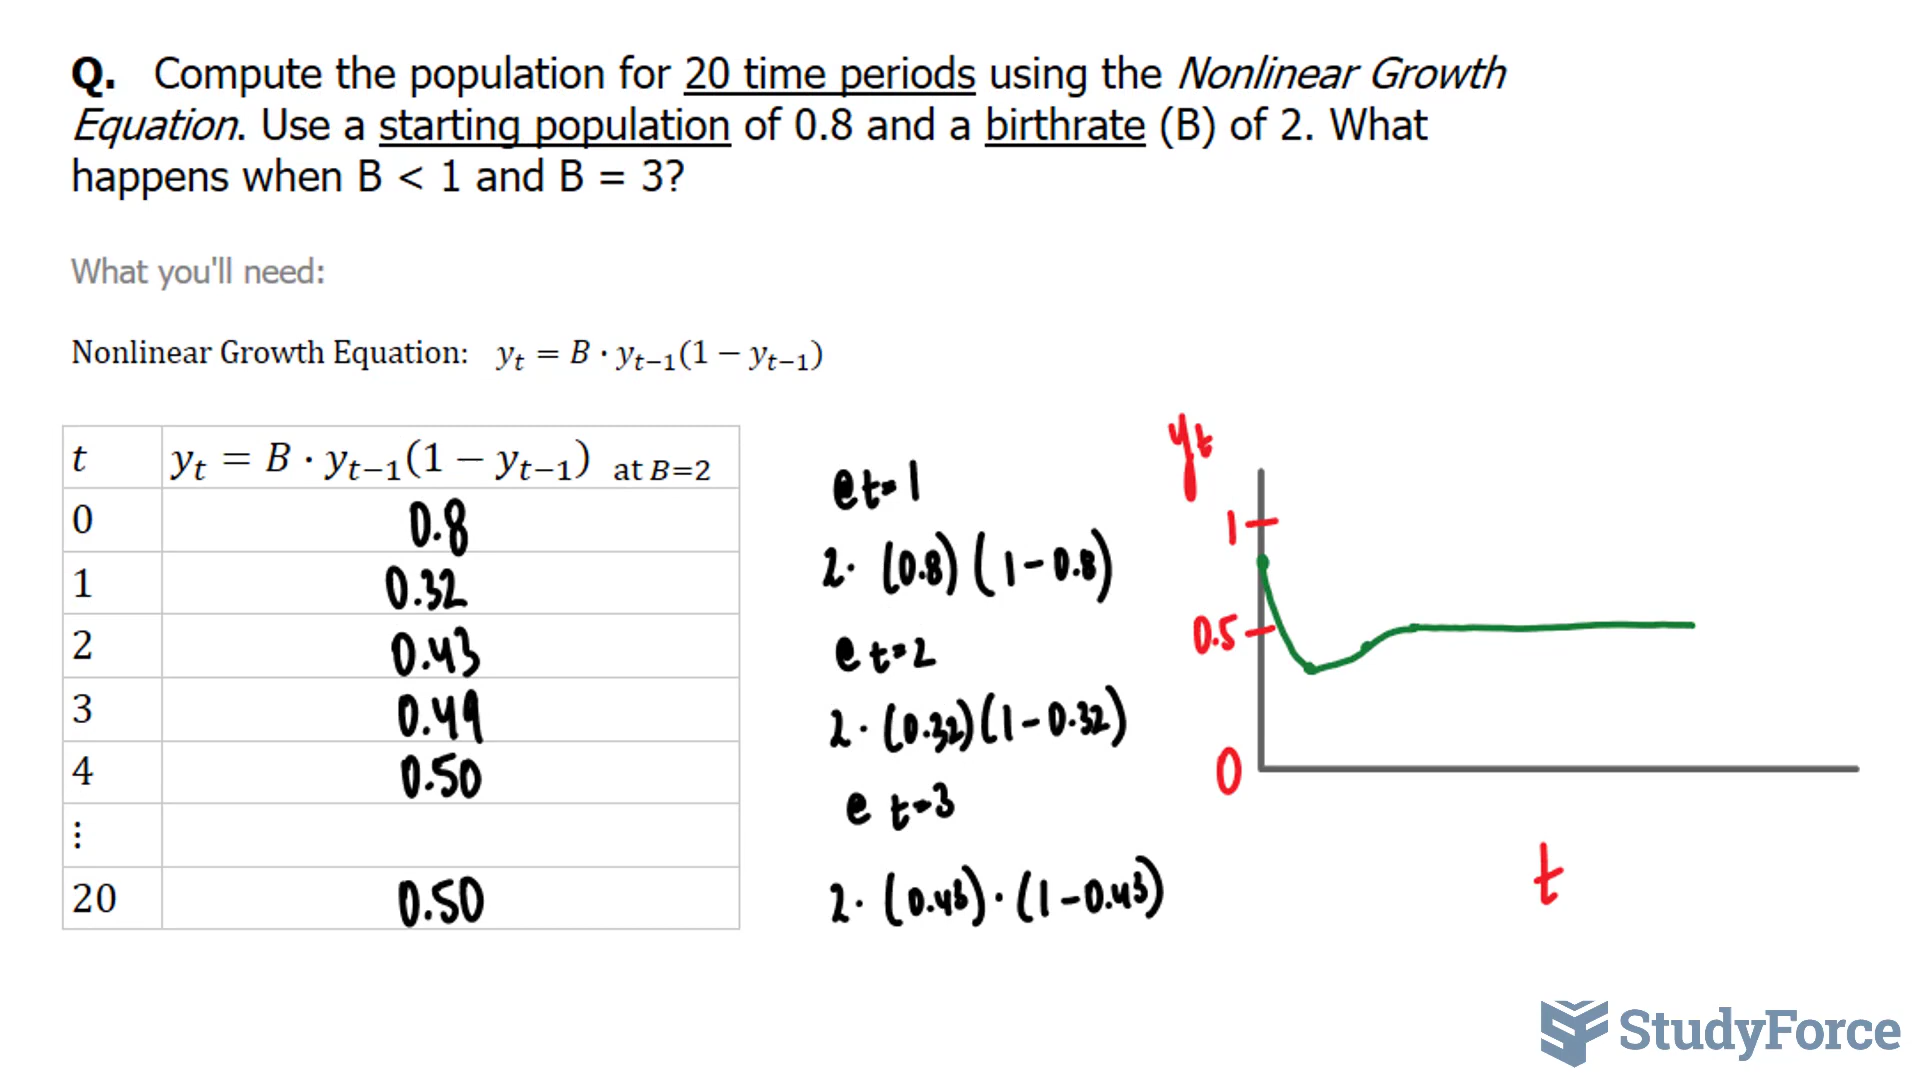 Q. Compute the population for 20 time periods using the Nonlinear Growth
Equation. Use a starting population of 0.8 and a birthrate (B) of 2. What
happens when B < 1 and B = 3?
What you'll need:
Nonlinear Growth Equation: yₜ = B · yₜ₋₁(1 − yₜ₋₁)
t yₜ = B · yₜ₋₁(1 − yₜ₋₁) at B=2
0 0.8
1 0.32
2 0.43
3 0.49
4 0.50
⋮
20 0.50
@ t=1
2· (0.8) (1-0.8)
@ t=2
2· (0.32)(1-0.32)
@ t=3
2· (0.43)·(1-0.43)
yₜ
1
0.5
0
t
StudyForce